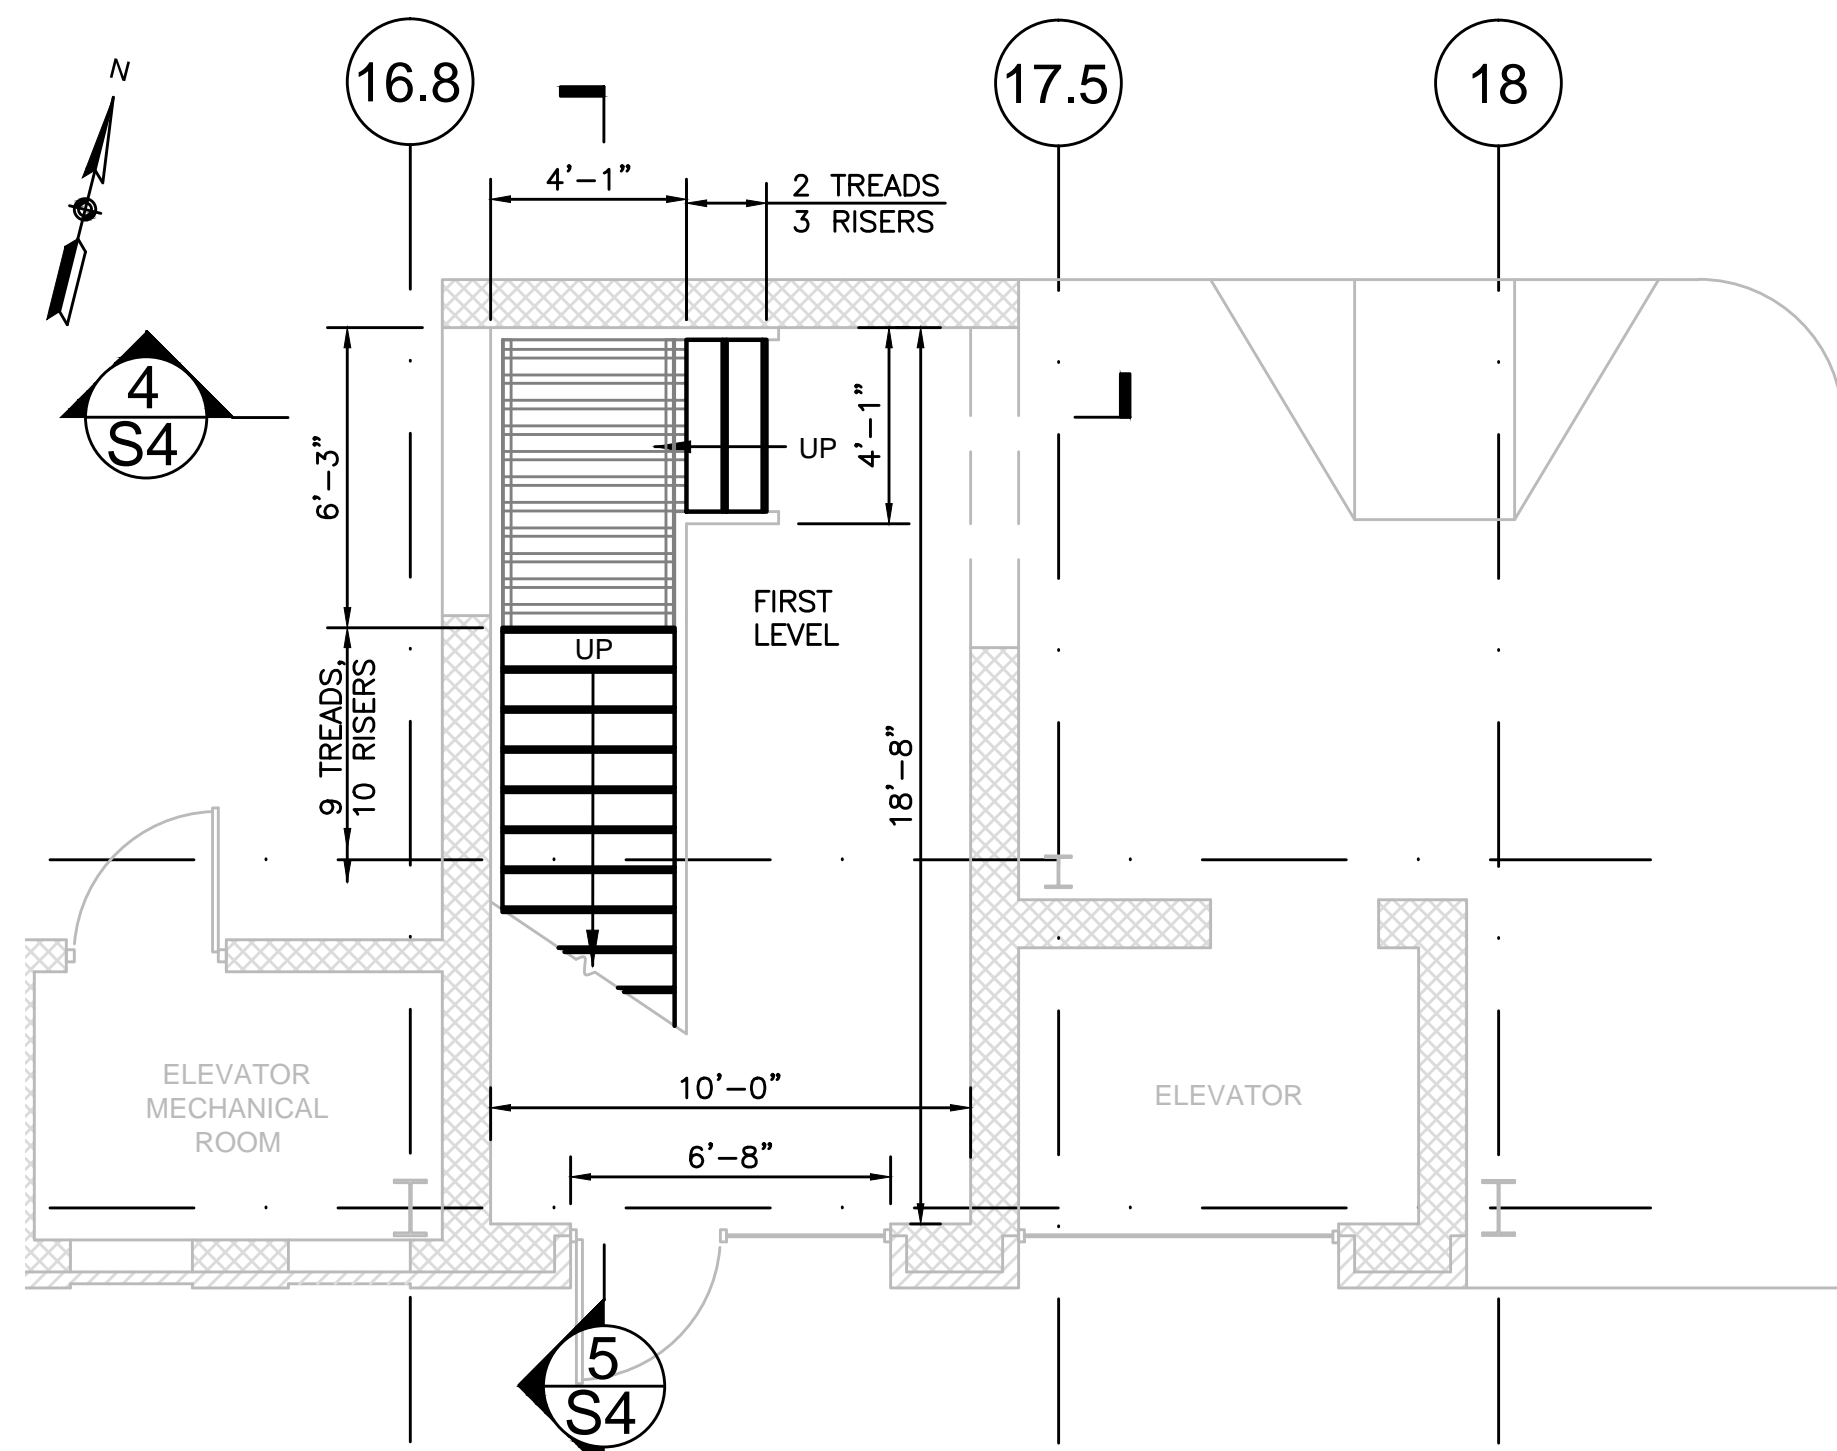 N
16.8
17.5
18
4’-1”
2 TREADS
3 RISERS
4
S4
6’-3”
UP
4’-1”
FIRST
LEVEL
UP
9 TREADS,
10 RISERS
18’-8”
ELEVATOR
MECHANICAL
ROOM
10’-0”
ELEVATOR
6’-8”
5
S4